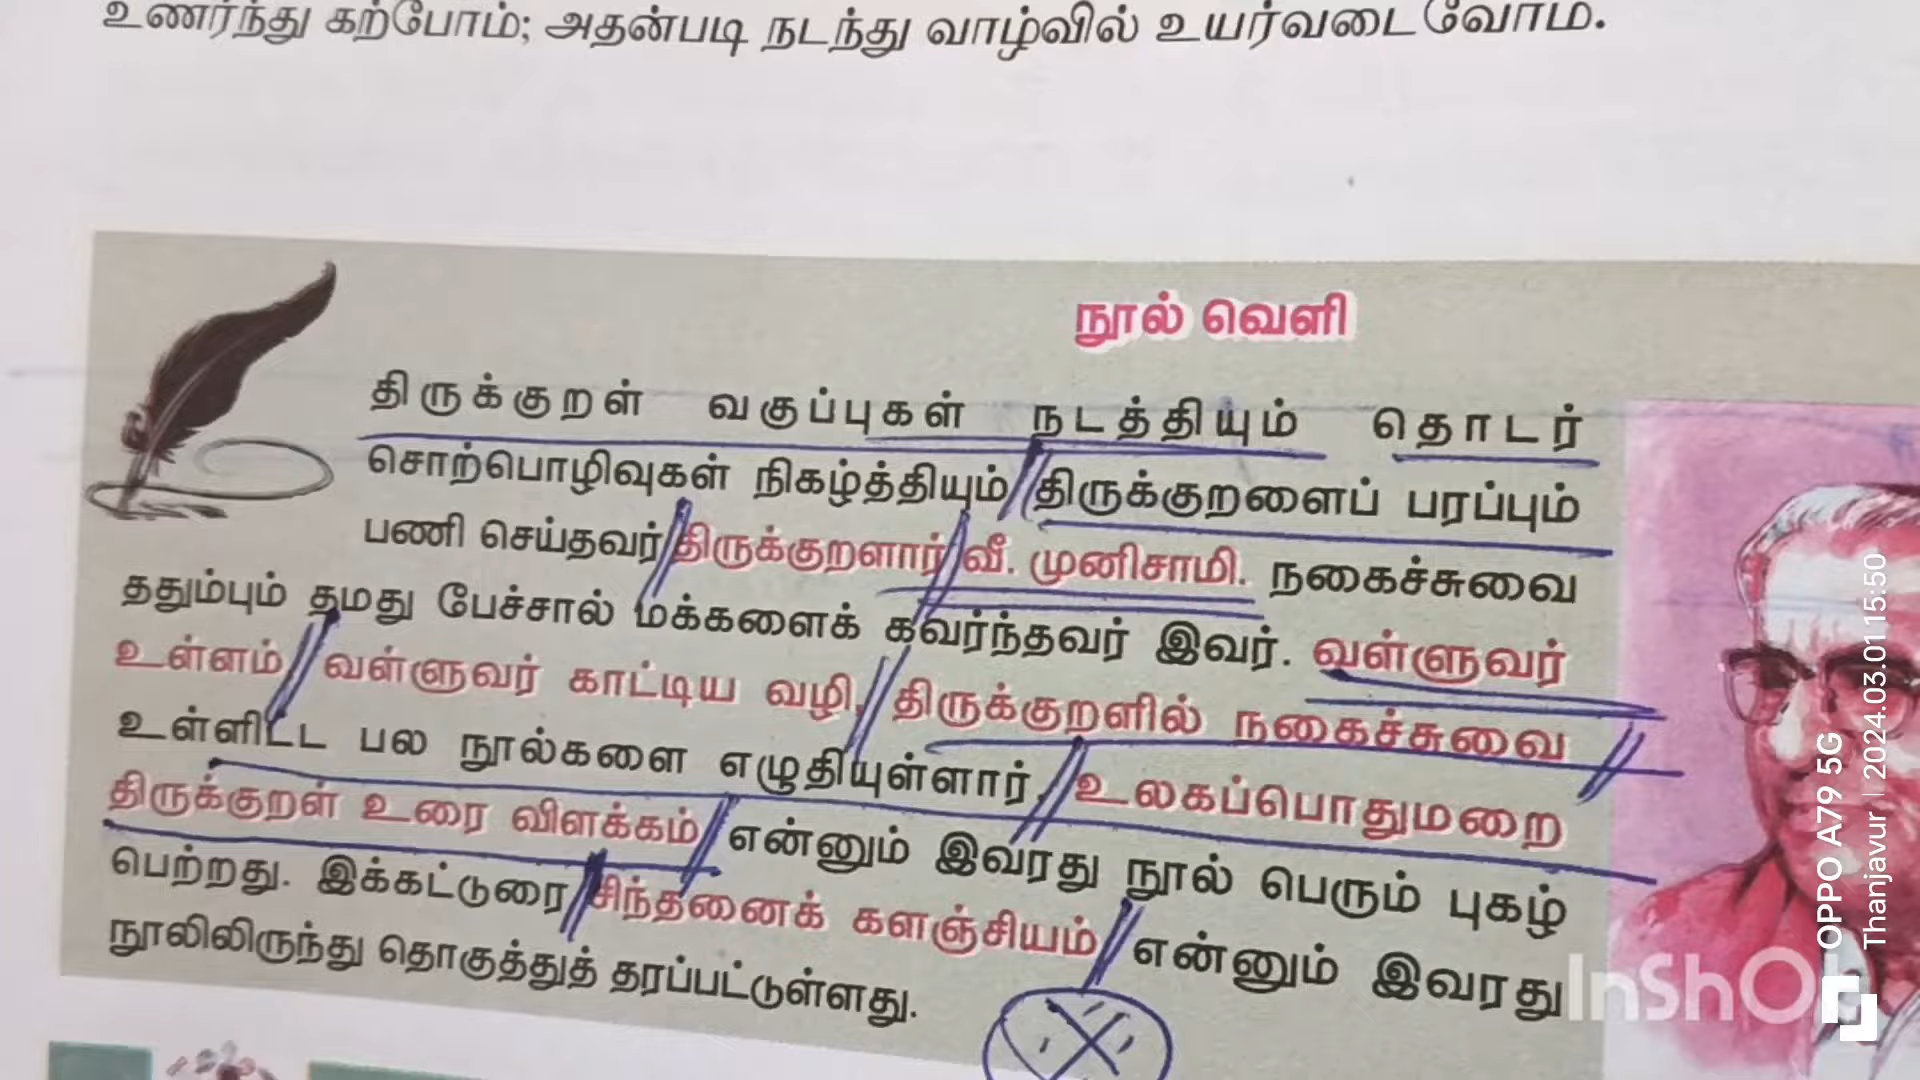 உணர்ந்து கற்போம்; அதன்படி நடந்து வாழ்வில் உயர்வடைவோம்.
நூல் வெளி
திருக்குறள் வகுப்புகள் நடத்தியும் தொடர்
சொற்பொழிவுகள் நிகழ்த்தியும் திருக்குறளைப் பரப்பும்
பணி செய்தவர் திருக்குறளார் வீ. முனிசாமி. நகைச்சுவை
ததும்பும் தமது பேச்சால் மக்களைக் கவர்ந்தவர் இவர். வள்ளுவர்
உள்ளம், வள்ளுவர் காட்டிய வழி, திருக்குறளில் நகைச்சுவை
உள்ளிட்ட பல நூல்களை எழுதியுள்ளார். உலகப்பொதுமறை
திருக்குறள் உரை விளக்கம் என்னும் இவரது நூல் பெரும் புகழ்
பெற்றது. இக்கட்டுரை சிந்தனைக் களஞ்சியம் என்னும் இவரது
நூலிலிருந்து தொகுத்துத் தரப்பட்டுள்ளது.
OPPO A79 5G
Thanjavur | 2024.03.01 15:50
InShOt